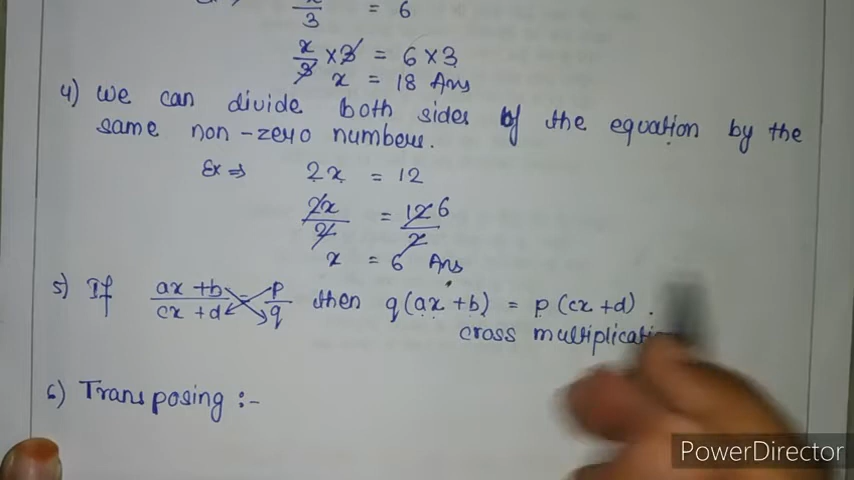 x/3 = 6
x/3 × 3 = 6 × 3
x = 18 Ans
4) We can divide both sides of the equation by the
same non-zero numbers.
Ex ⇒ 2x = 12
2x/2 = 12/2 6
x = 6 Ans
5) If ax + b / cx + d = p/q then q(ax + b) = p(cx + d).
cross multiplication
6) Transposing :-
PowerDirector